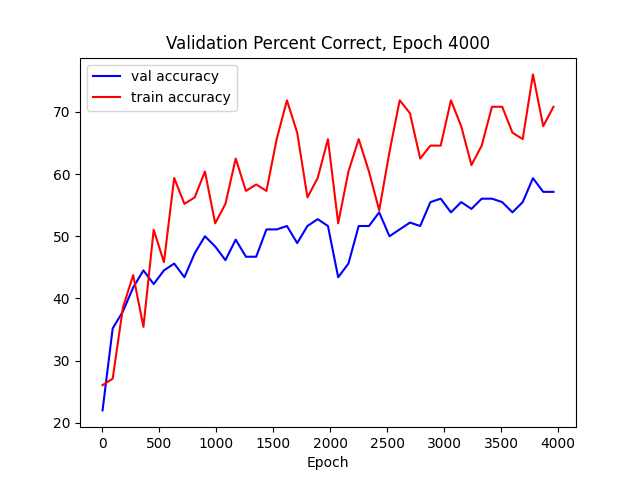 Validation Percent Correct, Epoch 4000
val accuracy
train accuracy
70
60
50
40
30
20
0 500 1000 1500 2000 2500 3000 3500 4000
Epoch